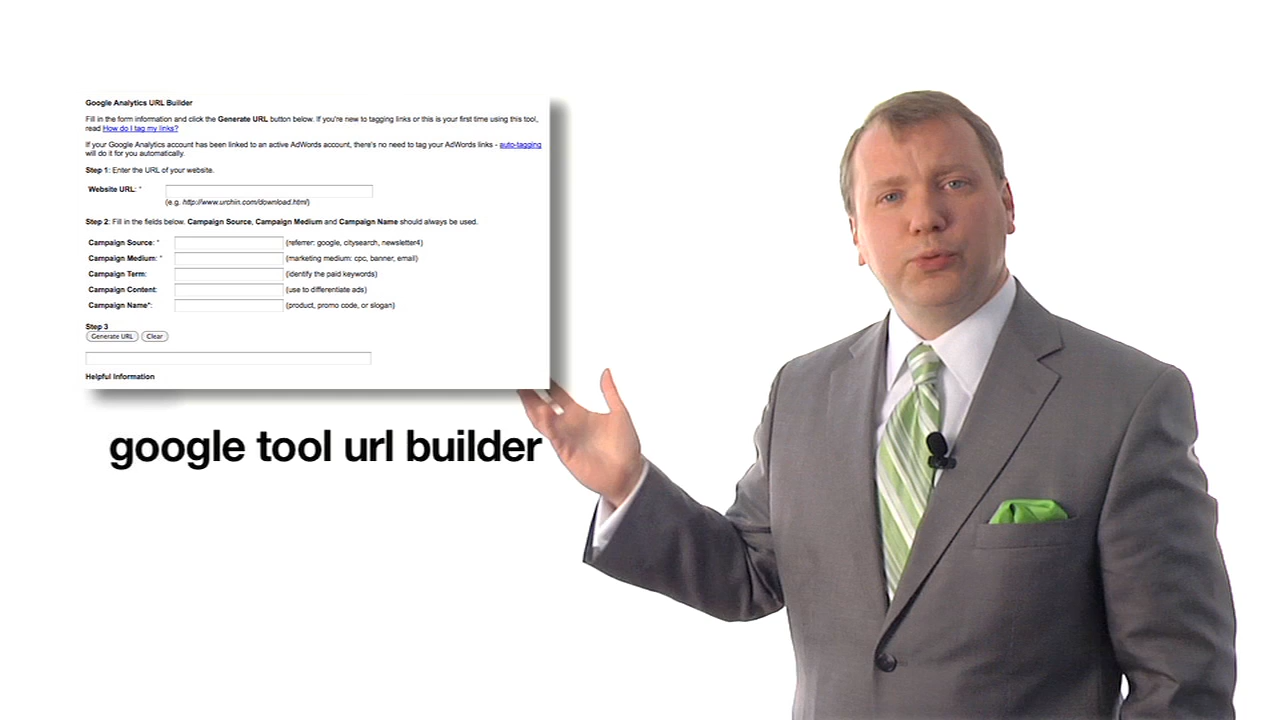 Google Analytics URL Builder
Fill in the form information and click the Generate URL button below. If you're new to tagging links or this is your first time using this tool,
read How do I tag my links?
If your Google Analytics account has been linked to an active AdWords account, there's no need to tag your AdWords links - auto-tagging
will do it for you automatically.
Step 1: Enter the URL of your website.
Website URL: *
(e.g. http://www.urchin.com/download.html)
Step 2: Fill in the fields below. Campaign Source, Campaign Medium and Campaign Name should always be used.
Campaign Source: * (referrer: google, citysearch, newsletter4)
Campaign Medium: * (marketing medium: cpc, banner, email)
Campaign Term: (identify the paid keywords)
Campaign Content: (use to differentiate ads)
Campaign Name*: (product, promo code, or slogan)
Step 3
Generate URL Clear
Helpful Information
google tool url builder